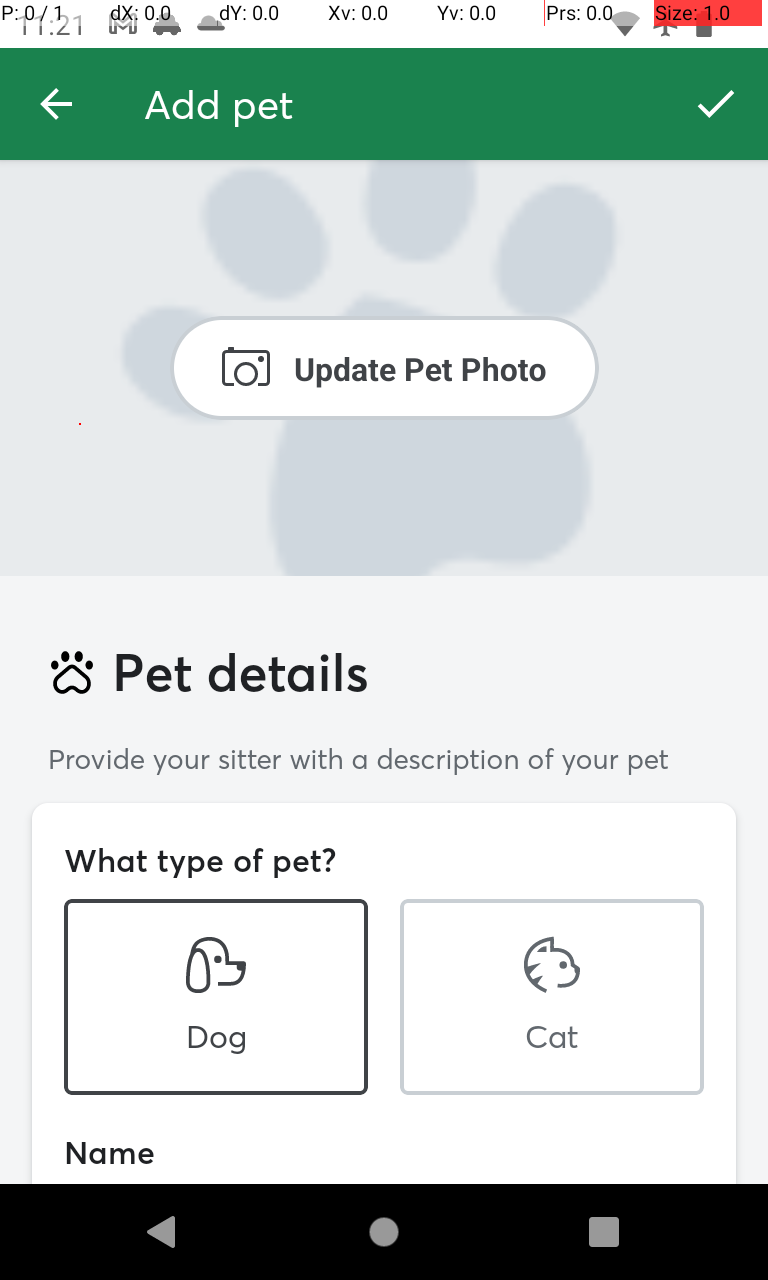 P: 0 / 1 dX: 0.0 dY: 0.0 Xv: 0.0 Yv: 0.0 Prs: 0.0 Size: 1.0
11:21
Add pet
Update Pet Photo
Pet details
Provide your sitter with a description of your pet
What type of pet?
Dog Cat
Name